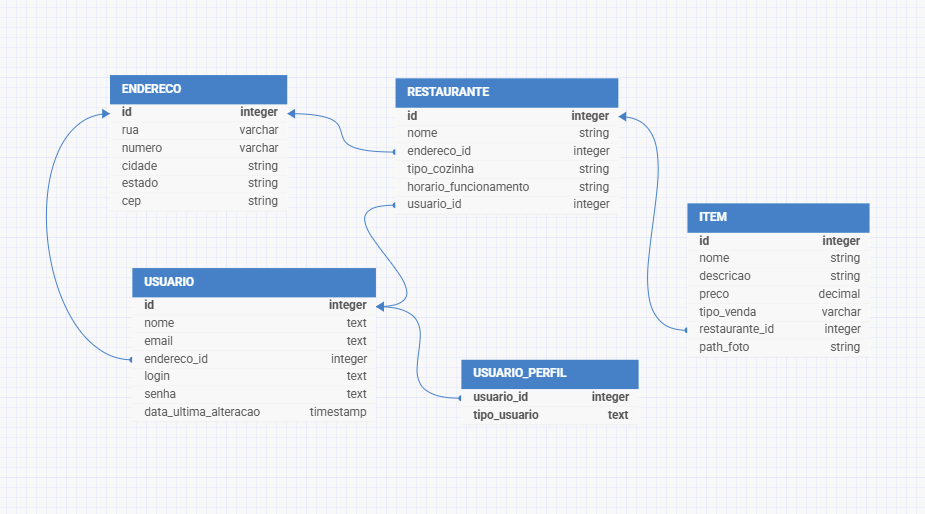 ENDERECO
id integer
rua varchar
numero varchar
cidade string
estado string
cep string
RESTAURANTE
id integer
nome string
endereco_id integer
tipo_cozinha string
horario_funcionamento string
usuario_id integer
ITEM
id integer
nome string
descricao string
preco decimal
tipo_venda varchar
restaurante_id integer
path_foto string
USUARIO
id integer
nome text
email text
endereco_id integer
login text
senha text
data_ultima_alteracao timestamp
USUARIO_PERFIL
usuario_id integer
tipo_usuario text